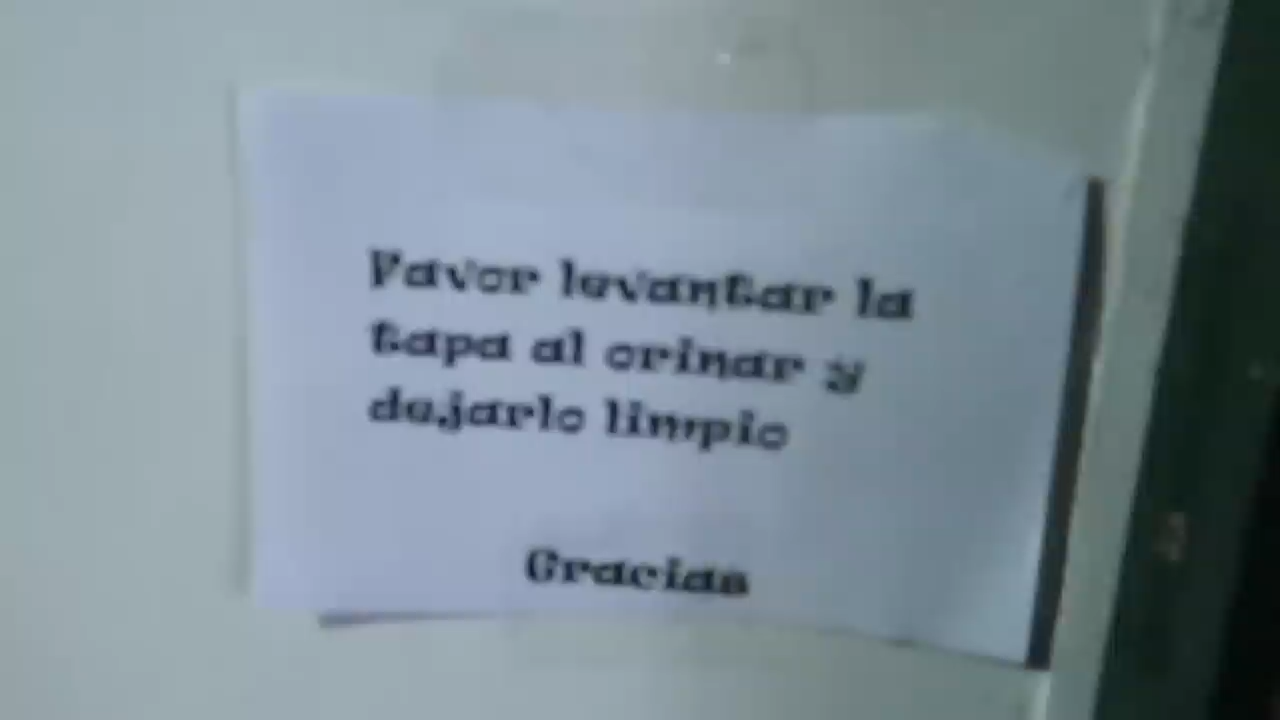 Favor levantar la
tapa al orinar y
dejarlo limpio
Gracias